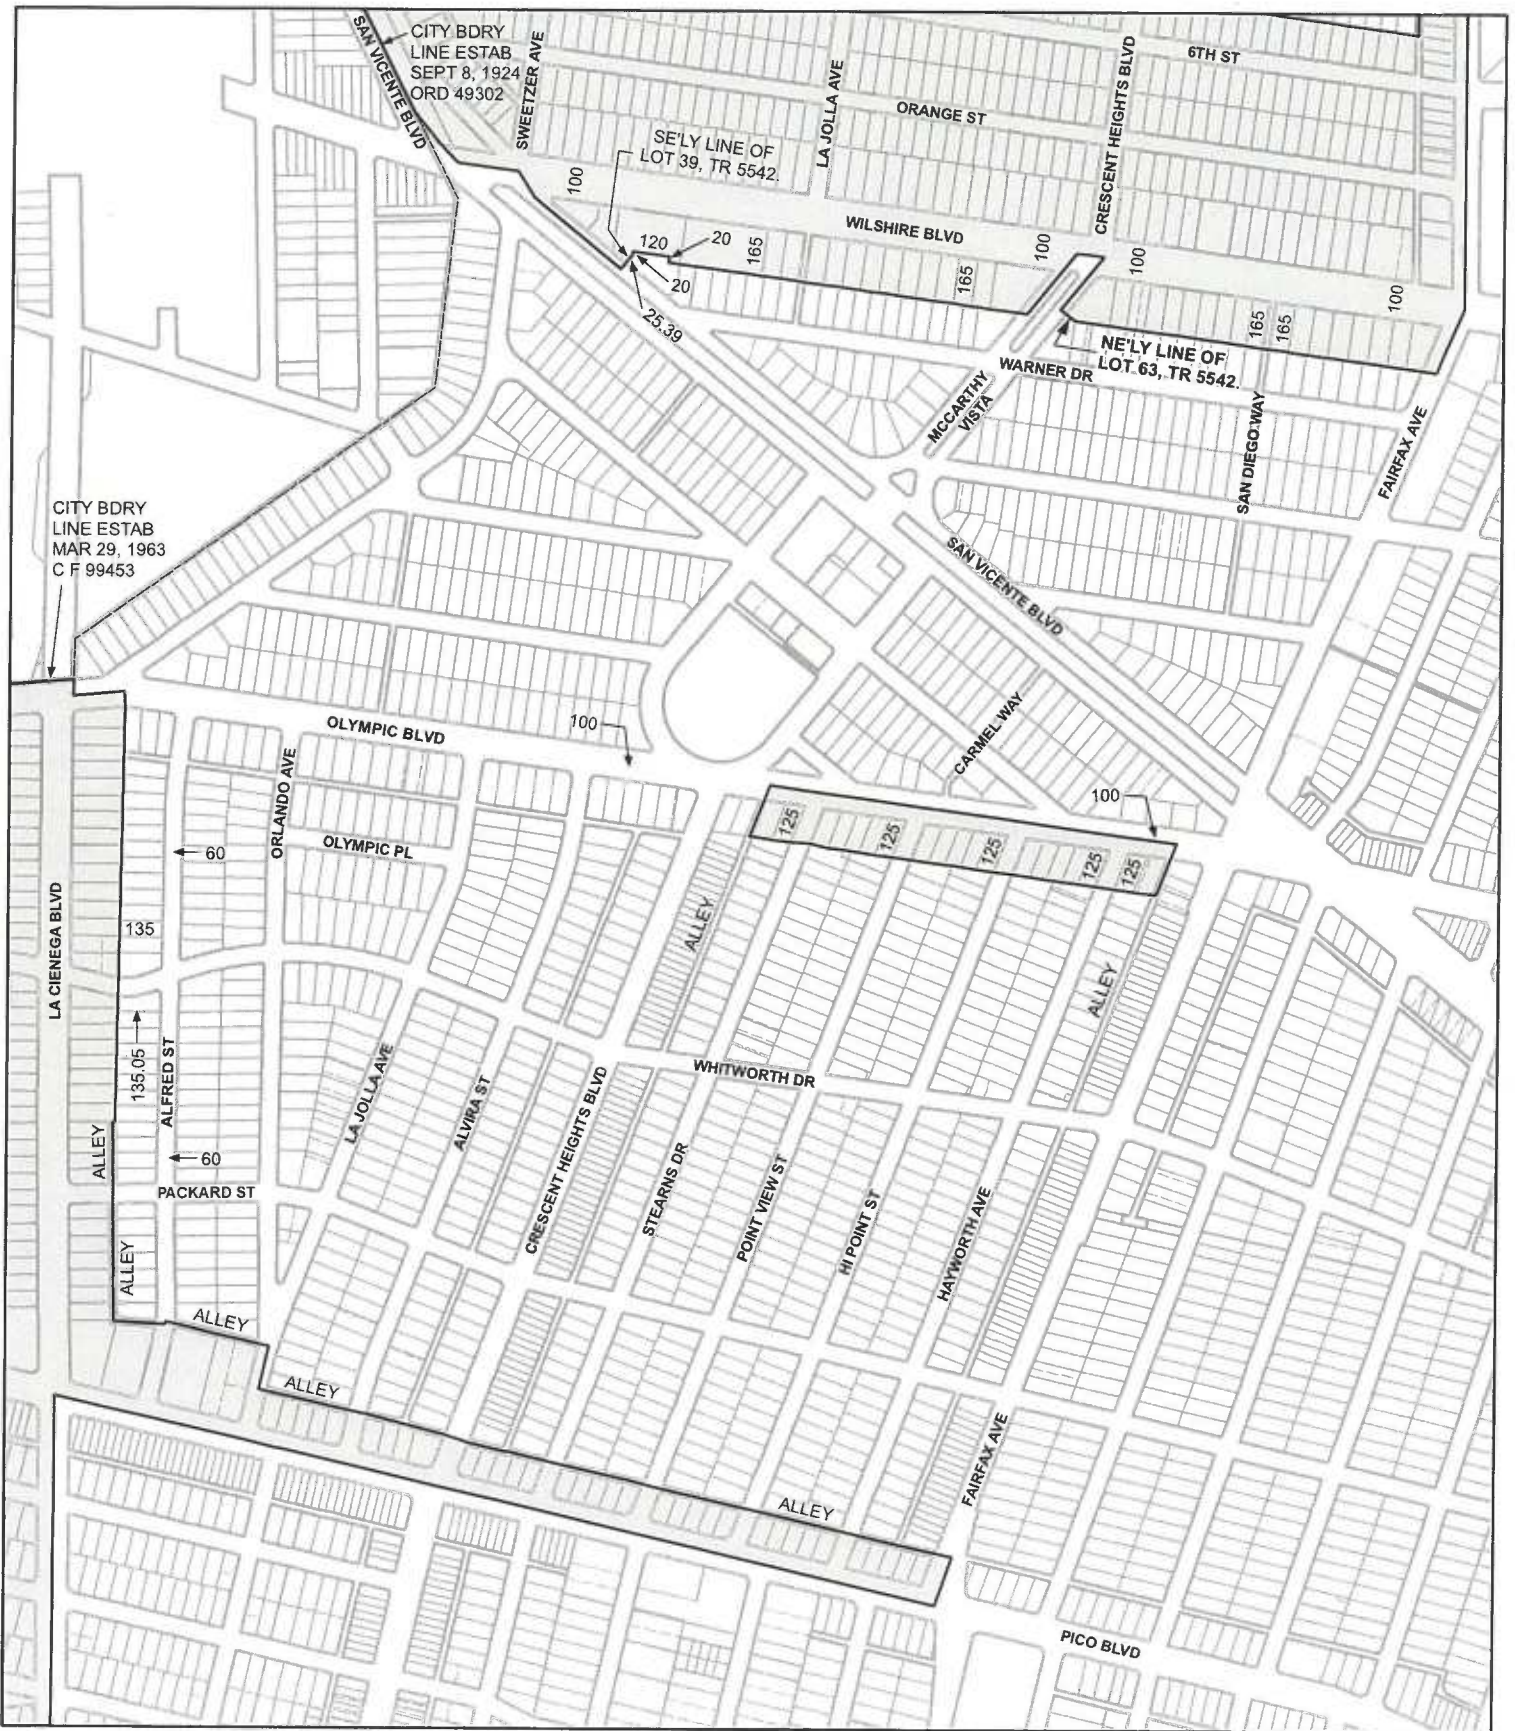 CITY BDRY
LINE ESTAB
SEPT 8, 1924
ORD 49302
SAN VICENTE BLVD
SWEETZER AVE
LA JOLLA AVE
CRESCENT HEIGHTS BLVD
6TH ST
ORANGE ST
SE'LY LINE OF
LOT 39, TR 5542.
100
WILSHIRE BLVD
120
20
165
20
25.39
165
100
100
165
165
100
NE'LY LINE OF
LOT 63, TR 5542.
WARNER DR
MCCARTHY
VISTA
SAN DIEGO WAY
FAIRFAX AVE
CITY BDRY
LINE ESTAB
MAR 29, 1963
C F 99453
SAN VICENTE BLVD
OLYMPIC BLVD
100
CARMEL WAY
100
ORLANDO AVE
OLYMPIC PL
60
125
125
125
125
125
LA CIENEGA BLVD
135
ALLEY
ALLEY
135.05
ALFRED ST
LA JOLLA AVE
ALVIRA ST
CRESCENT HEIGHTS BLVD
WHITWORTH DR
ALLEY
60
PACKARD ST
STEARNS DR
POINT VIEW ST
HI POINT ST
HAYWORTH AVE
ALLEY
ALLEY
ALLEY
FAIRFAX AVE
ALLEY
PICO BLVD